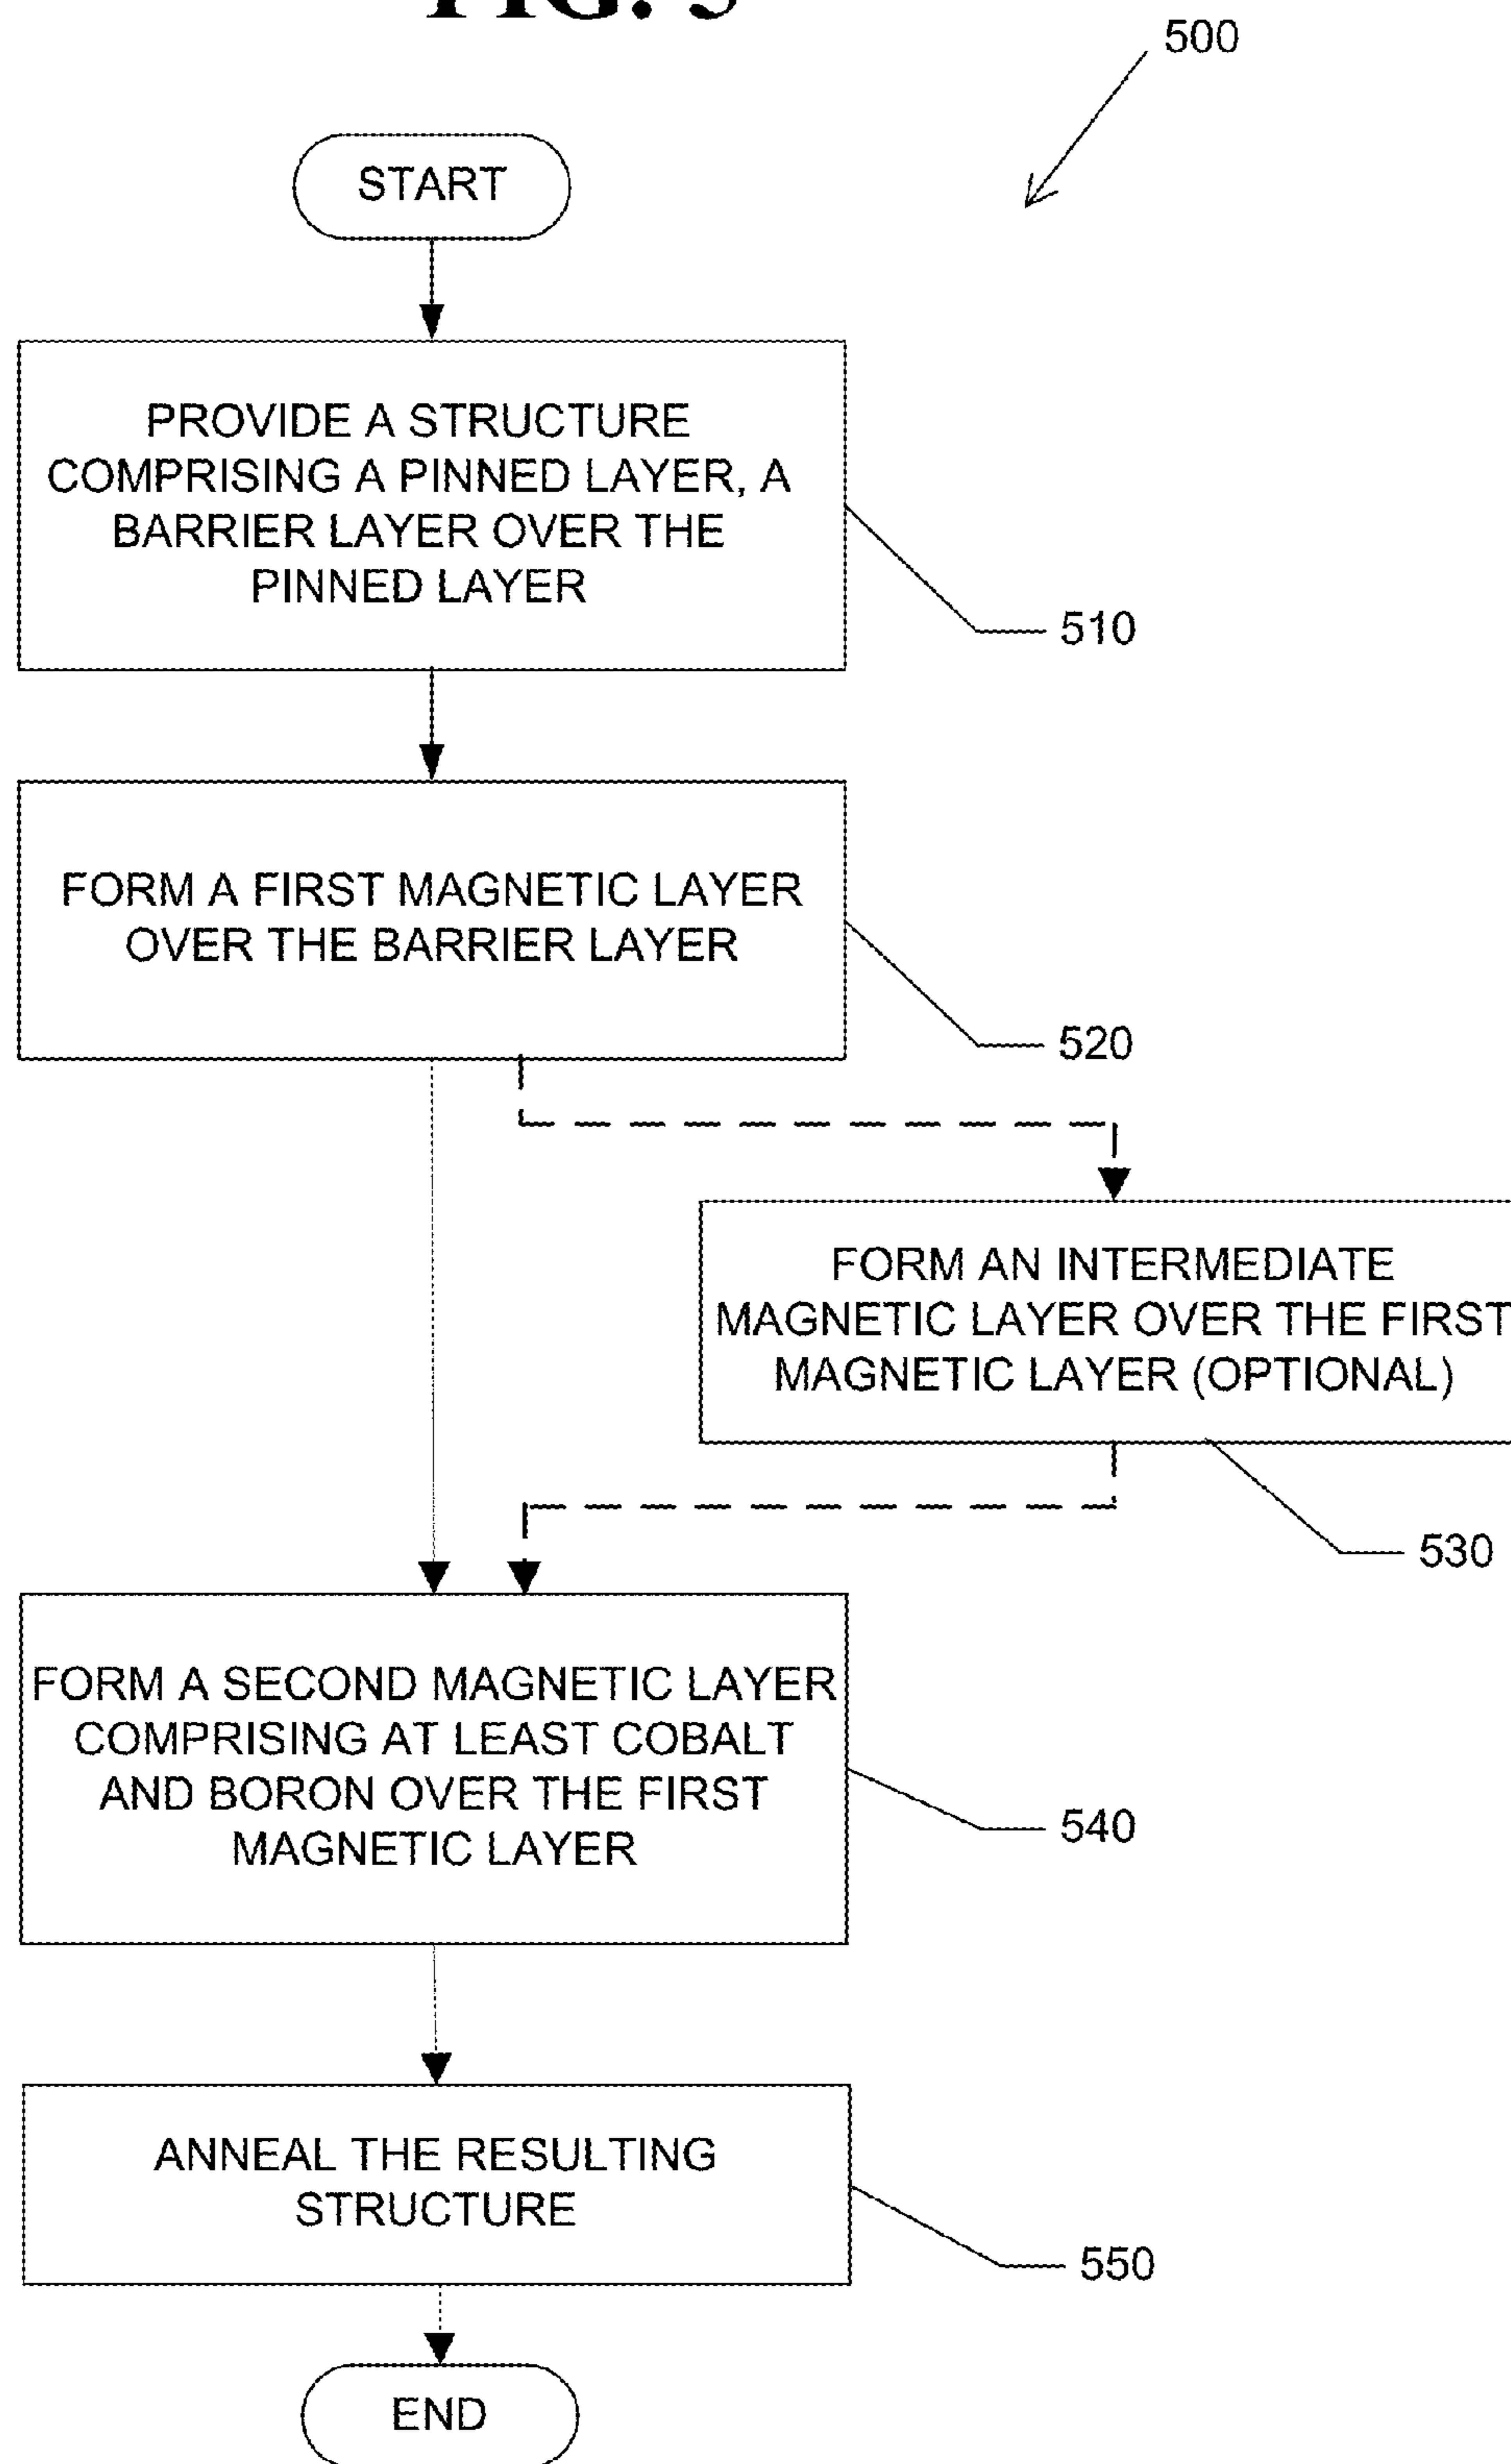 FIG. 5
500
START
PROVIDE A STRUCTURE
COMPRISING A PINNED LAYER, A
BARRIER LAYER OVER THE
PINNED LAYER
510
FORM A FIRST MAGNETIC LAYER
OVER THE BARRIER LAYER
520
FORM AN INTERMEDIATE
MAGNETIC LAYER OVER THE FIRST
MAGNETIC LAYER (OPTIONAL)
530
FORM A SECOND MAGNETIC LAYER
COMPRISING AT LEAST COBALT
AND BORON OVER THE FIRST
MAGNETIC LAYER
540
ANNEAL THE RESULTING
STRUCTURE
550
END